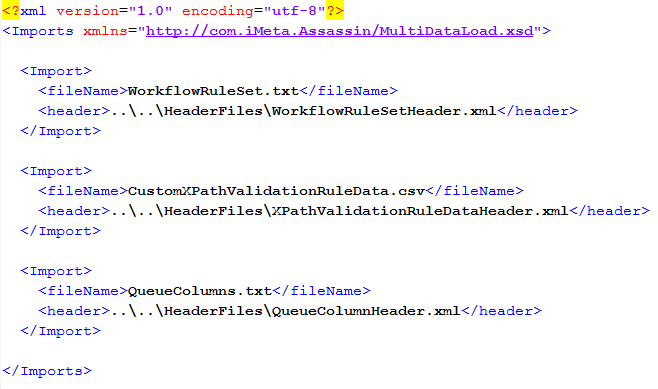 <?xml version="1.0" encoding="utf-8"?>
<Imports xmlns="http://com.iMeta.Assassin/MultiDataLoad.xsd">
<Import>
<fileName>WorkflowRuleSet.txt</fileName>
<header>..\..\HeaderFiles\WorkflowRuleSetHeader.xml</header>
</Import>
<Import>
<fileName>CustomXPathValidationRuleData.csv</fileName>
<header>..\..\HeaderFiles\XPathValidationRuleDataHeader.xml</header>
</Import>
<Import>
<fileName>QueueColumns.txt</fileName>
<header>..\..\HeaderFiles\QueueColumnHeader.xml</header>
</Import>
</Imports>